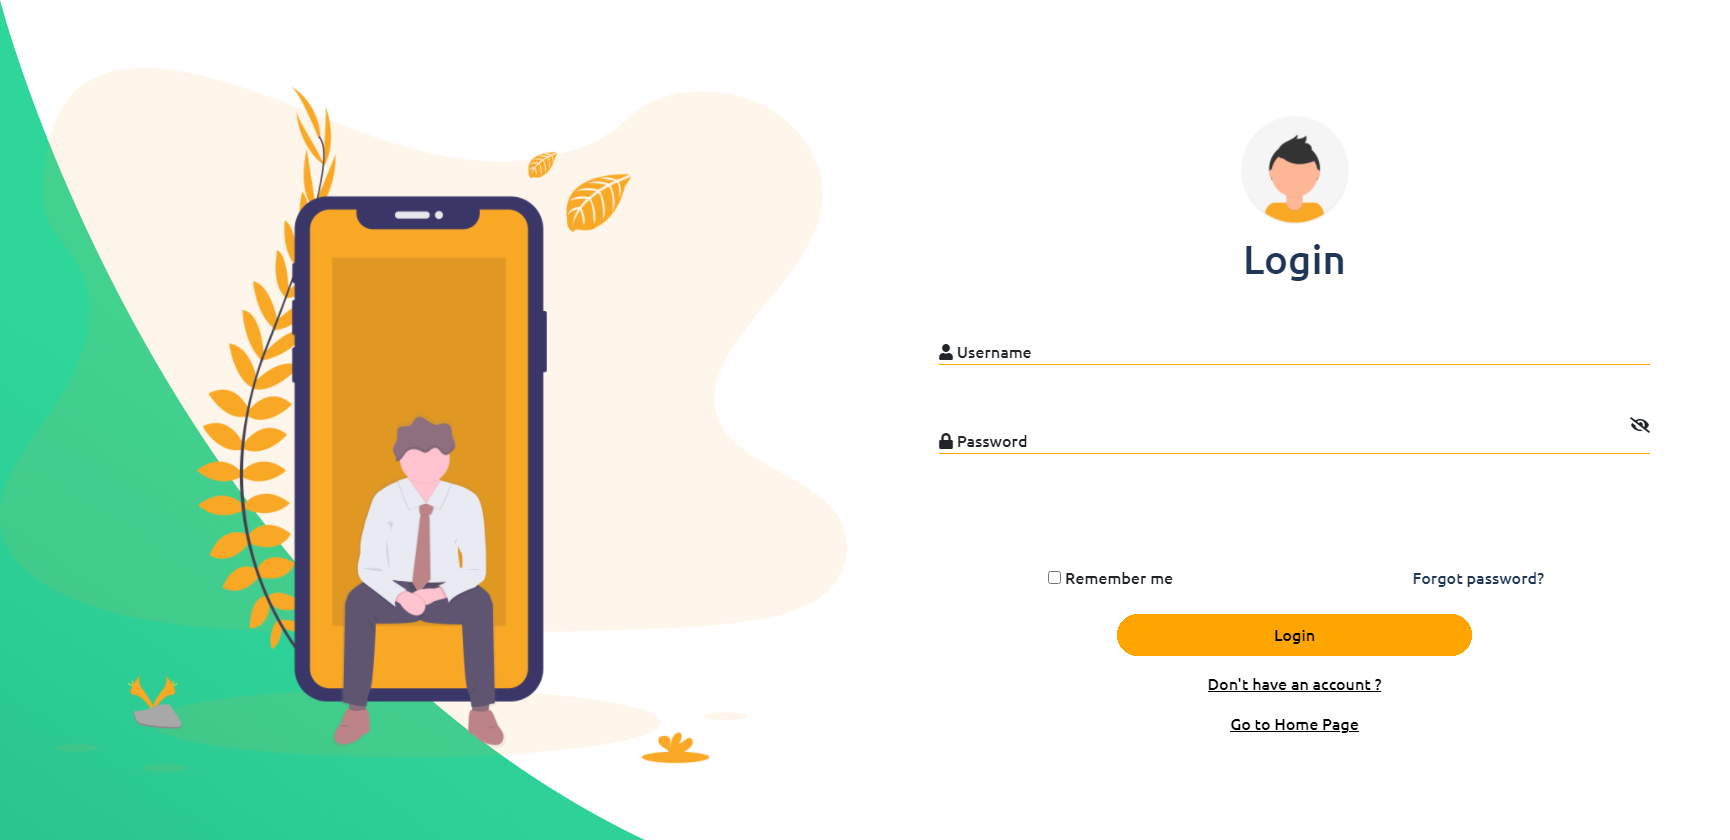 Login
Username
Password
Remember me
Forgot password?
Login
Don't have an account ?
Go to Home Page